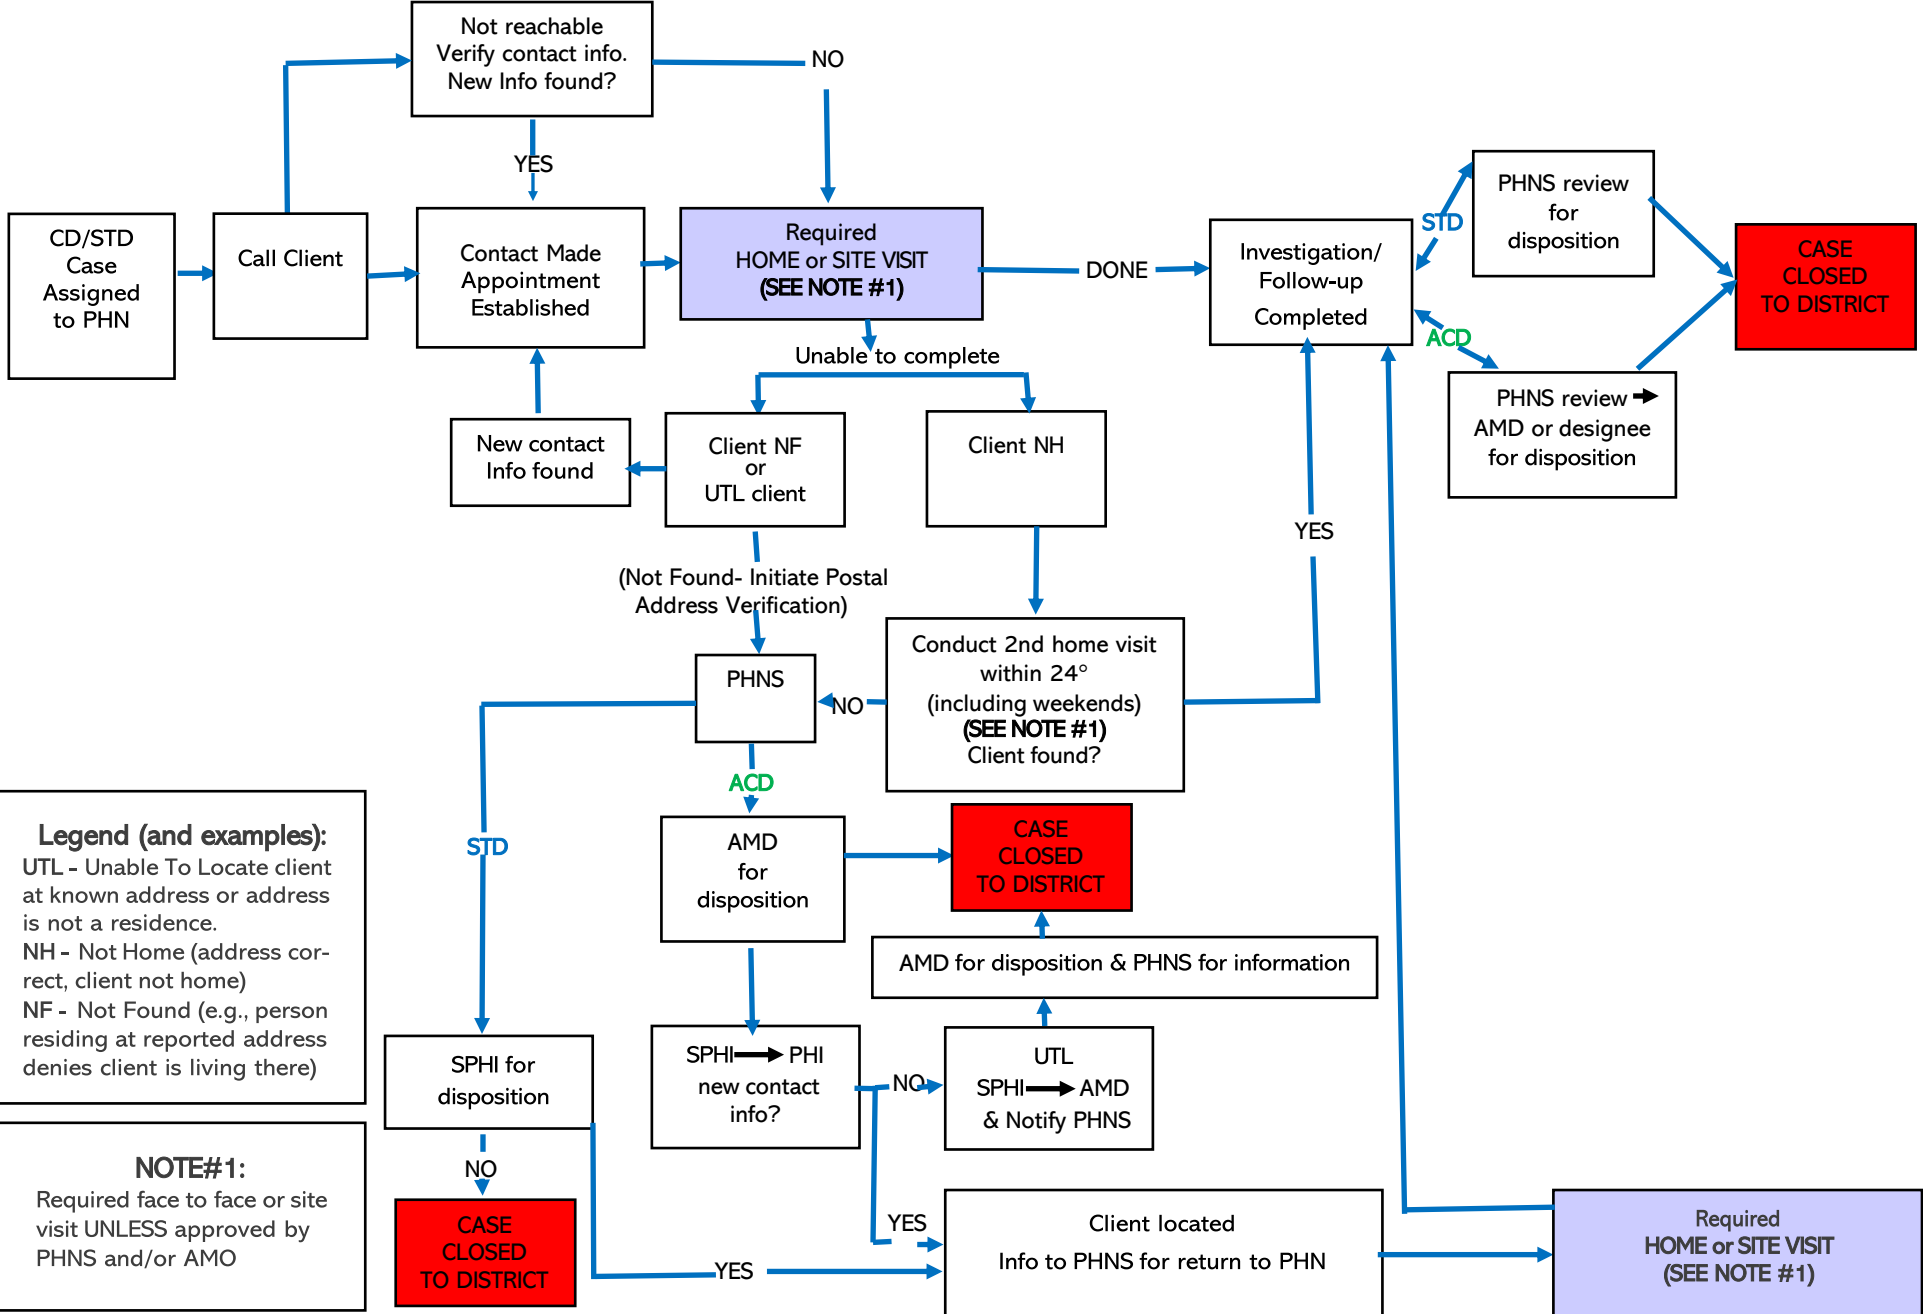 Not reachable
Verify contact info.
New Info found?
NO
YES
CD/STD
Case
Assigned
to PHN
Call Client
Contact Made
Appointment
Established
Required
HOME or SITE VISIT
(SEE NOTE #1)
DONE
Investigation/
Follow-up
Completed
STD
PHNS review
for
disposition
CASE
CLOSED
TO DISTRICT
ACD
PHNS review
AMD or designee
for disposition
Unable to complete
New contact
Info found
Client NF
or
UTL client
Client NH
YES
(Not Found- Initiate Postal
Address Verification)
PHNS
NO
Conduct 2nd home visit
within 24°
(including weekends)
(SEE NOTE #1)
Client found?
ACD
STD
AMD
for
disposition
CASE
CLOSED
TO DISTRICT
AMD for disposition & PHNS for information
Legend (and examples):
UTL - Unable To Locate client
at known address or address
is not a residence.
NH - Not Home (address cor-
rect, client not home)
NF - Not Found (e.g., person
residing at reported address
denies client is living there)
SPHI for
disposition
SPHI PHI
new contact
info?
NO
UTL
SPHI AMD
& Notify PHNS
NOTE#1:
Required face to face or site
visit UNLESS approved by
PHNS and/or AMO
NO
CASE
CLOSED
TO DISTRICT
YES
YES
Client located
Info to PHNS for return to PHN
Required
HOME or SITE VISIT
(SEE NOTE #1)